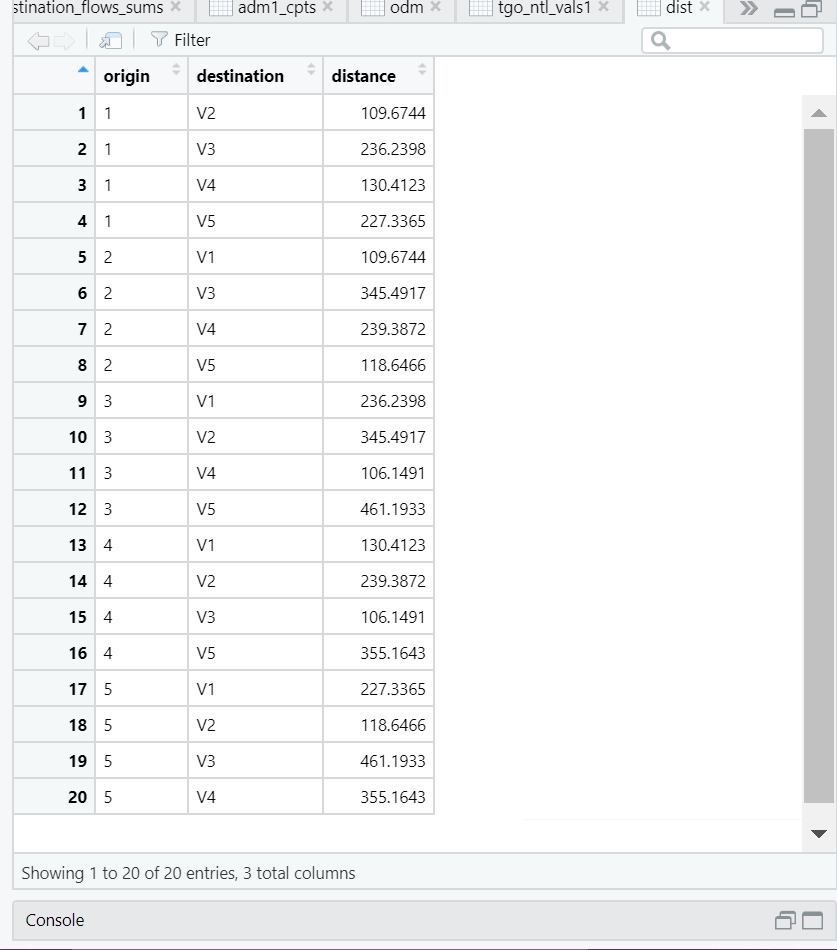 stination_flows_sums adm1_cpts odm tgo_ntl_vals1 dist
Filter
origin destination distance
1 1 V2 109.6744
2 1 V3 236.2398
3 1 V4 130.4123
4 1 V5 227.3365
5 2 V1 109.6744
6 2 V3 345.4917
7 2 V4 239.3872
8 2 V5 118.6466
9 3 V1 236.2398
10 3 V2 345.4917
11 3 V4 106.1491
12 3 V5 461.1933
13 4 V1 130.4123
14 4 V2 239.3872
15 4 V3 106.1491
16 4 V5 355.1643
17 5 V1 227.3365
18 5 V2 118.6466
19 5 V3 461.1933
20 5 V4 355.1643
Showing 1 to 20 of 20 entries, 3 total columns
Console